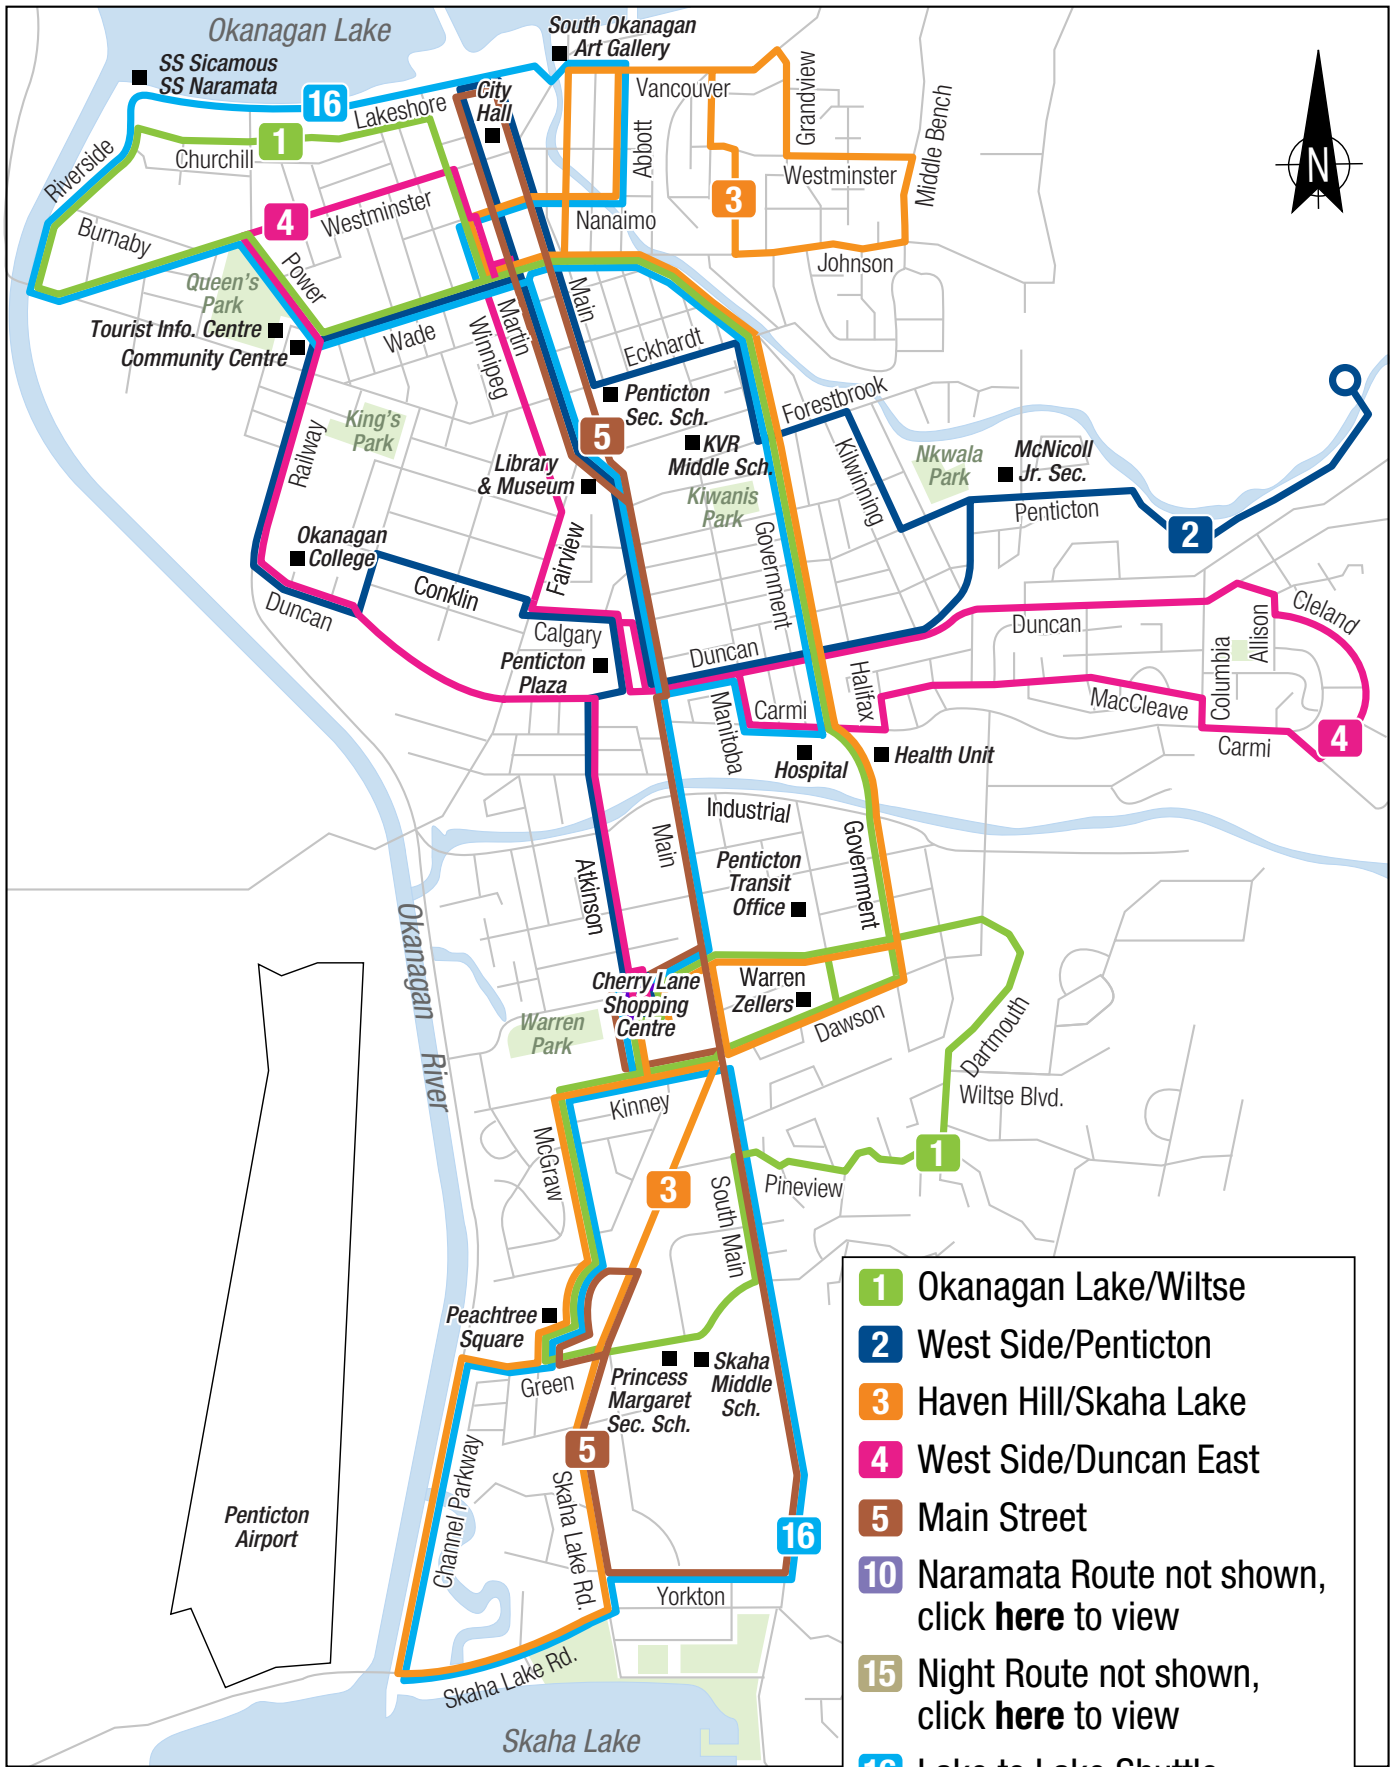 Okanagan Lake
South Okanagan
Art Gallery
SS Sicamous
SS Naramata
16
City
Hall
Lakeshore
Vancouver
Grandview
Middle Bench
1
Churchill
Abbott
Riverside
Westminster
3
N
4
Westminster
Nanaimo
Burnaby
Johnson
Power
Queen's
Park
Main
Martin
Winnipeg
Tourist Info. Centre
Community Centre
Wade
Eckhardt
Forestbrook
Penticton
Sec. Sch.
King's
Park
5
KVR
Middle Sch.
Kilwinning
Nkwala
Park
McNicoll
Jr. Sec.
Railway
Library
& Museum
Kiwanis
Park
Penticton
2
Okanagan
College
Fairview
Government
Conklin
Duncan
Calgary
Duncan
Duncan
Cleland
Allison
Columbia
Penticton
Plaza
Halifax
Manitoba
Carmi
MacCleave
Carmi
4
Hospital
Health Unit
Industrial
Main
Government
Penticton
Transit
Office
Atkinson
Okanagan River
Cherry Lane
Shopping
Centre
Warren
Zellers
Dawson
Warren
Park
Dartmouth
Wiltse Blvd.
Kinney
McGraw
1
3
Pineview
South Main
Peachtree
Square
Green
Princess
Margaret
Sec. Sch.
Skaha
Middle
Sch.
5
Channel Parkway
Skaha Lake Rd.
Penticton
Airport
16
Yorkton
Skaha Lake Rd.
Skaha Lake
1 Okanagan Lake/Wiltse
2 West Side/Penticton
3 Haven Hill/Skaha Lake
4 West Side/Duncan East
5 Main Street
10 Naramata Route not shown,
click here to view
15 Night Route not shown,
click here to view
16 Lake to Lake Shuttle